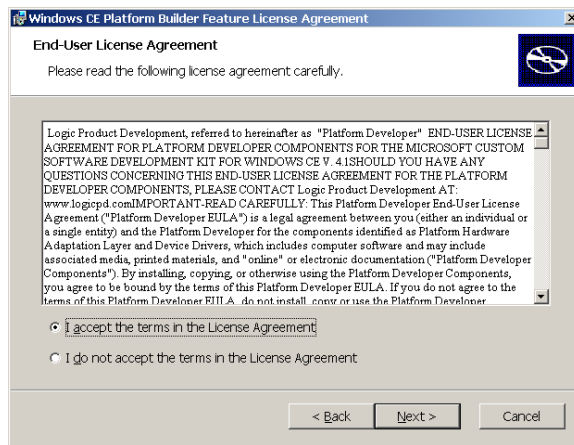 Windows CE Platform Builder Feature License Agreement
End-User License Agreement
Please read the following license agreement carefully.
Logic Product Development, referred to hereinafter as "Platform Developer" END-USER LICENSE
AGREEMENT FOR PLATFORM DEVELOPER COMPONENTS FOR THE MICROSOFT CUSTOM
SOFTWARE DEVELOPMENT KIT FOR WINDOWS CE V. 4.1SHOULD YOU HAVE ANY
QUESTIONS CONCERNING THIS END-USER LICENSE AGREEMENT FOR THE PLATFORM
DEVELOPER COMPONENTS, PLEASE CONTACT Logic Product Development AT:
www.logicpd.comIMPORTANT-READ CAREFULLY: This Platform Developer End-User License
Agreement ("Platform Developer EULA") is a legal agreement between you (either an individual or
a single entity) and the Platform Developer for the components identified as Platform Hardware
Adaptation Layer and Device Drivers, which includes computer software and may include
associated media, printed materials, and "online" or electronic documentation ("Platform Developer
Components"). By installing, copying, or otherwise using the Platform Developer Components,
you agree to be bound by the terms of this Platform Developer EULA. If you do not agree to the
terms of this Platform Developer EULA, do not install, copy or use the Platform Developer
I accept the terms in the License Agreement
I do not accept the terms in the License Agreement
< Back Next > Cancel